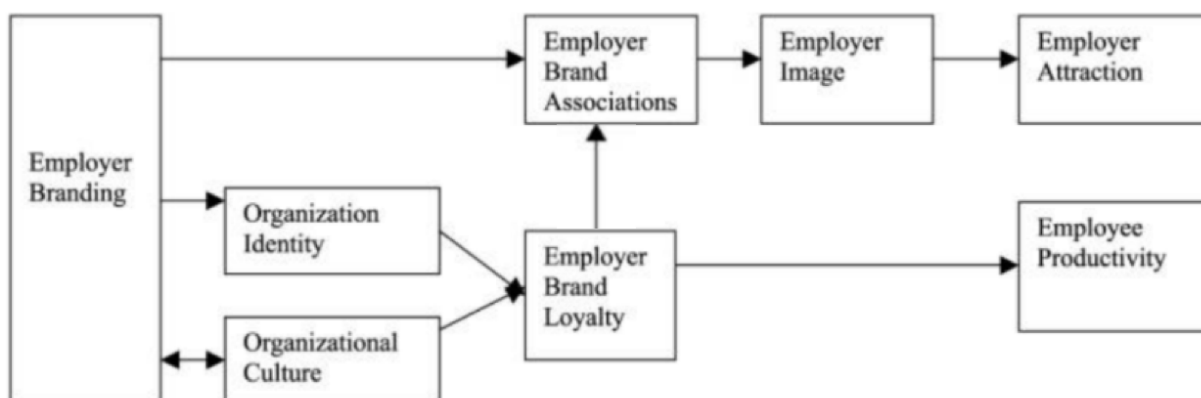 Employer
Branding
Organization
Identity
Organizational
Culture
Employer
Brand
Associations
Employer
Brand
Loyalty
Employer
Image
Employer
Attraction
Employee
Productivity